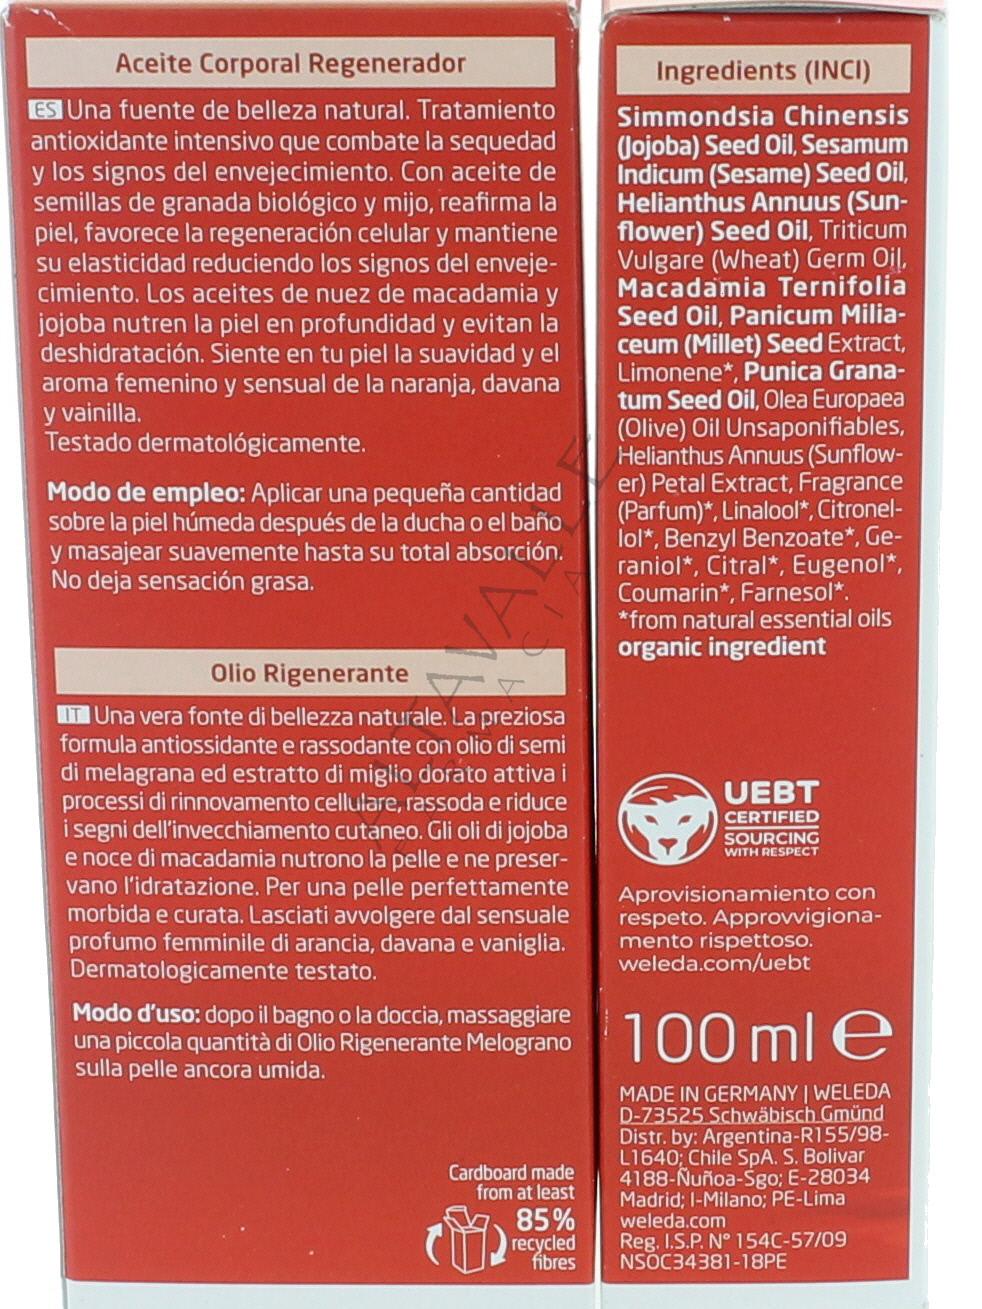 Aceite Corporal Regenerador
ES Una fuente de belleza natural. Tratamiento
antioxidante intensivo que combate la sequedad
y los signos del envejecimiento. Con aceite de
semillas de granada biológico y mijo, reafirma la
piel, favorece la regeneración celular y mantiene
su elasticidad reduciendo los signos del enveje-
cimiento. Los aceites de nuez de macadamia y
jojoba nutren la piel en profundidad y evitan la
deshidratación. Siente en tu piel la suavidad y el
aroma femenino y sensual de la naranja, davana
y vainilla.
Testado dermatológicamente.
Modo de empleo: Aplicar una pequeña cantidad
sobre la piel húmeda después de la ducha o el baño
y masajear suavemente hasta su total absorción.
No deja sensación grasa.
Olio Rigenerante
IT Una vera fonte di bellezza naturale. La preziosa
formula antiossidante e rassodante con olio di semi
di melagrana ed estratto di miglio dorato attiva i
processi di rinnovamento cellulare, rassoda e riduce
i segni dell'invecchiamento cutaneo. Gli oli di jojoba
e noce di macadamia nutrono la pelle e ne preser-
vano l'idratazione. Per una pelle perfettamente
morbida e curata. Lasciati avvolgere dal sensuale
profumo femminile di arancia, davana e vaniglia.
Dermatologicamente testato.
Modo d'uso: dopo il bagno o la doccia, massaggiare
una piccola quantità di Olio Rigenerante Melograno
sulla pelle ancora umida.
Cardboard made
from at least
85%
recycled
fibres
Ingredients (INCI)
Simmondsia Chinensis
(Jojoba) Seed Oil, Sesamum
Indicum (Sesame) Seed Oil,
Helianthus Annuus (Sun-
flower) Seed Oil, Triticum
Vulgare (Wheat) Germ Oil,
Macadamia Ternifolia
Seed Oil, Panicum Milia-
ceum (Millet) Seed Extract,
Limonene*, Punica Grana-
tum Seed Oil, Olea Europaea
(Olive) Oil Unsaponifiables,
Helianthus Annuus (Sunflow-
er) Petal Extract, Fragrance
(Parfum)*, Linalool*, Citronel-
lol*, Benzyl Benzoate*, Ge-
raniol*, Citral*, Eugenol*,
Coumarin*, Farnesol*.
*from natural essential oils
organic ingredient
UEBT
CERTIFIED
SOURCING
WITH RESPECT
Aprovisionamiento con
respeto. Approvvigiona-
mento rispettoso.
weleda.com/uebt
100 ml e
MADE IN GERMANY | WELEDA
D-73525 Schwäbisch Gmünd
Distr. by: Argentina-R155/98-
L1640; Chile SpA. S. Bolivar
4188-Ñuñoa-Sgo; E-28034
Madrid; I-Milano; PE-Lima
weleda.com
Reg. I.S.P. N° 154C-57/09
NSOC34381-18PE